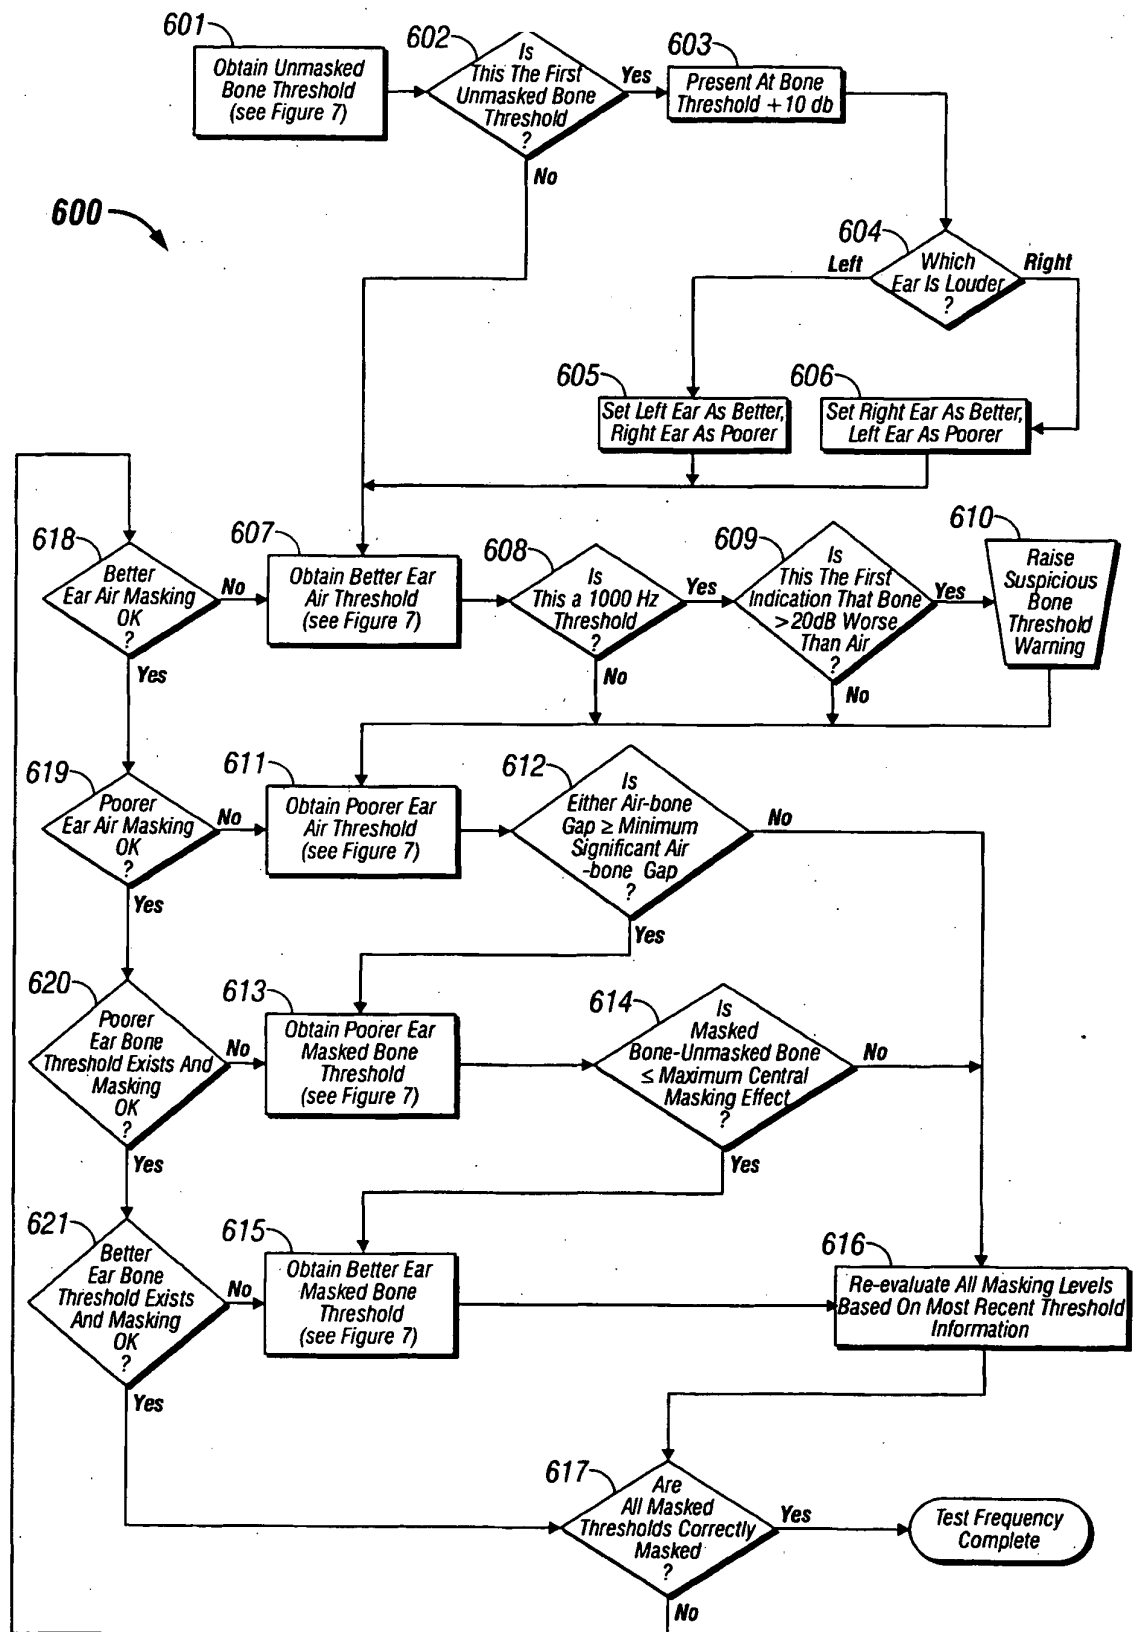 601
Obtain Unmasked
Bone Threshold
(see Figure 7)
602
Is
This The First
Unmasked Bone
Threshold
?
Yes
No
603
Present At Bone
Threshold +10 db
600
604
Which
Ear Is Louder
?
Left
Right
605
Set Left Ear As Better,
Right Ear As Poorer
606
Set Right Ear As Better,
Left Ear As Poorer
618
Better
Ear Air Masking
OK
?
No
Yes
607
Obtain Better Ear
Air Threshold
(see Figure 7)
608
Is
This a 1000 Hz
Threshold
?
Yes
No
609
Is
This The First
Indication That Bone
>20dB Worse
Than Air
?
Yes
No
610
Raise
Suspicious
Bone
Threshold
Warning
619
Poorer
Ear Air Masking
OK
?
No
Yes
611
Obtain Poorer Ear
Air Threshold
(see Figure 7)
612
Is
Either Air-bone
Gap ≥ Minimum
Significant Air
-bone Gap
?
No
Yes
620
Poorer
Ear Bone
Threshold Exists And
Masking
OK
?
No
Yes
613
Obtain Poorer Ear
Masked Bone
Threshold
(see Figure 7)
614
Is
Masked
Bone-Unmasked Bone
≤ Maximum Central
Masking Effect
?
No
Yes
621
Better
Ear Bone
Threshold Exists
And Masking
OK
?
No
Yes
615
Obtain Better Ear
Masked Bone
Threshold
(see Figure 7)
616
Re-evaluate All Masking Levels
Based On Most Recent Threshold
Information
617
Are
All Masked
Thresholds Correctly
Masked
?
Yes
No
Test Frequency
Complete